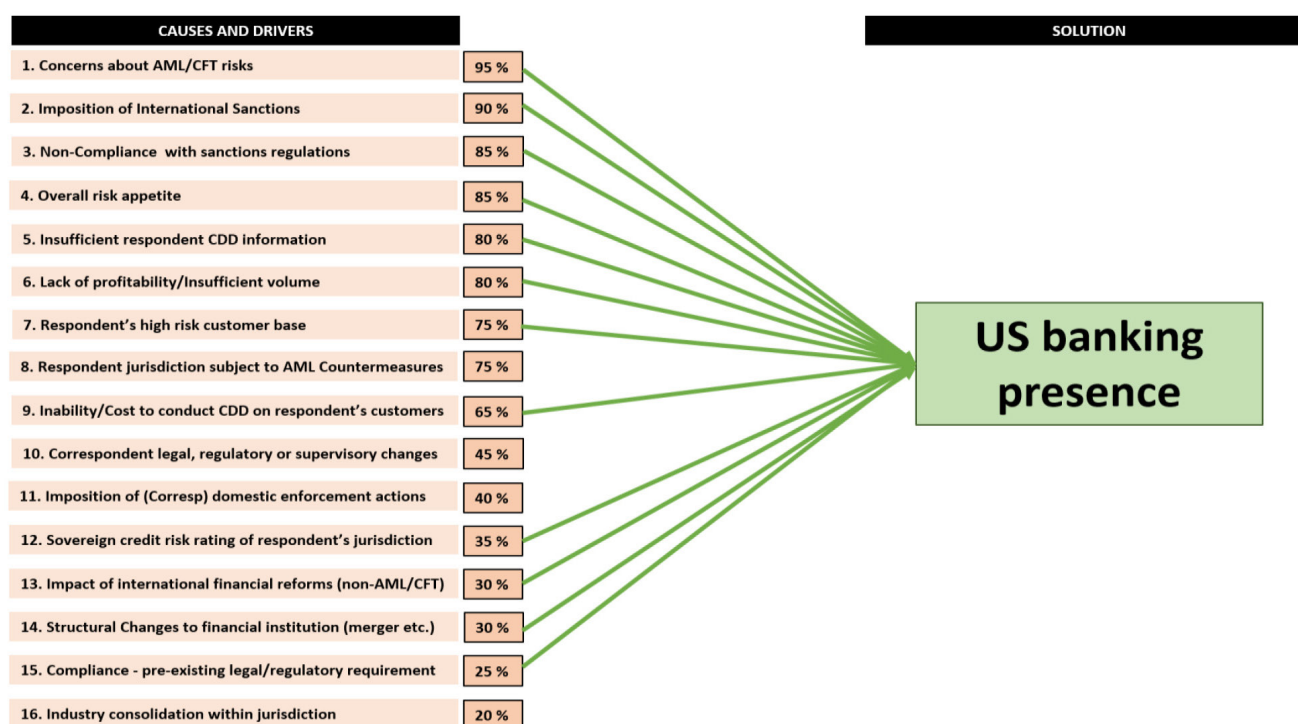 CAUSES AND DRIVERS
SOLUTION
1. Concerns about AML/CFT risks 95 %
2. Imposition of International Sanctions 90 %
3. Non-Compliance with sanctions regulations 85 %
4. Overall risk appetite 85 %
5. Insufficient respondent CDD information 80 %
6. Lack of profitability/Insufficient volume 80 %
7. Respondent's high risk customer base 75 %
8. Respondent jurisdiction subject to AML Countermeasures 75 %
9. Inability/Cost to conduct CDD on respondent's customers 65 %
10. Correspondent legal, regulatory or supervisory changes 45 %
11. Imposition of (Corresp) domestic enforcement actions 40 %
12. Sovereign credit risk rating of respondent's jurisdiction 35 %
13. Impact of international financial reforms (non-AML/CFT) 30 %
14. Structural Changes to financial institution (merger etc.) 30 %
15. Compliance - pre-existing legal/regulatory requirement 25 %
16. Industry consolidation within jurisdiction 20 %
US banking
presence